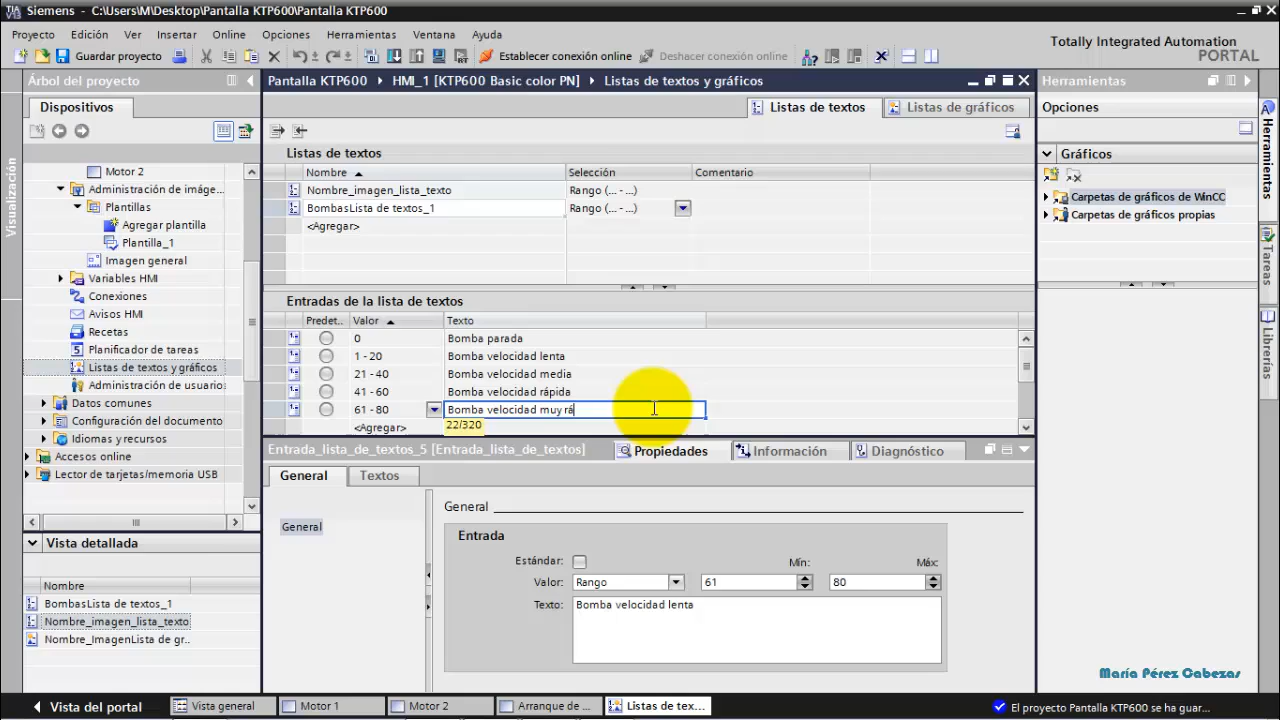 Siemens - C:\Users\M\Desktop\Pantalla KTP600\Pantalla KTP600
Proyecto Edición Ver Insertar Online Opciones Herramientas Ventana Ayuda
Guardar proyecto
Establecer conexión online
Deshacer conexión online
Totally Integrated Automation
PORTAL
Árbol del proyecto
Pantalla KTP600 HMI_1 [KTP600 Basic color PN] Listas de textos y gráficos
Herramientas
Dispositivos
Listas de textos
Listas de gráficos
Opciones
Visualización
Motor 2
Administración de imáge...
Plantillas
Agregar plantilla
Plantilla_1
Imagen general
Variables HMI
Conexiones
Avisos HMI
Recetas
Planificador de tareas
Listas de textos y gráficos
Administración de usuario
Datos comunes
Configuración del documento
Idiomas y recursos
Accesos online
Lector de tarjetas/memoria USB
Listas de textos
Nombre Selección Comentario
Nombre_imagen_lista_texto Rango (... - ...)
BombasLista de textos_1 Rango (... - ...)
<Agregar>
Entradas de la lista de textos
Predet... Valor Texto
0 Bomba parada
1 - 20 Bomba velocidad lenta
21 - 40 Bomba velocidad media
41 - 60 Bomba velocidad rápida
61 - 80 Bomba velocidad muy rá
<Agregar> 22/320
Gráficos
Carpetas de gráficos de WinCC
Carpetas de gráficos propias
Herramientas
Tareas
Librerías
Entrada_lista_de_textos_5 [Entrada_lista_de_textos]
Propiedades
Información
Diagnóstico
General Textos
General
General
Entrada
Estándar: Mín: Máx:
Valor: Rango 61 80
Texto: Bomba velocidad lenta
Vista detallada
Nombre
BombasLista de textos_1
Nombre_imagen_lista_texto
Nombre_ImagenLista de gr..
María Pérez Cabezas
Vista del portal
Vista general
Motor 1
Motor 2
Arranque de ...
Listas de tex...
El proyecto Pantalla KTP600 se ha guar...